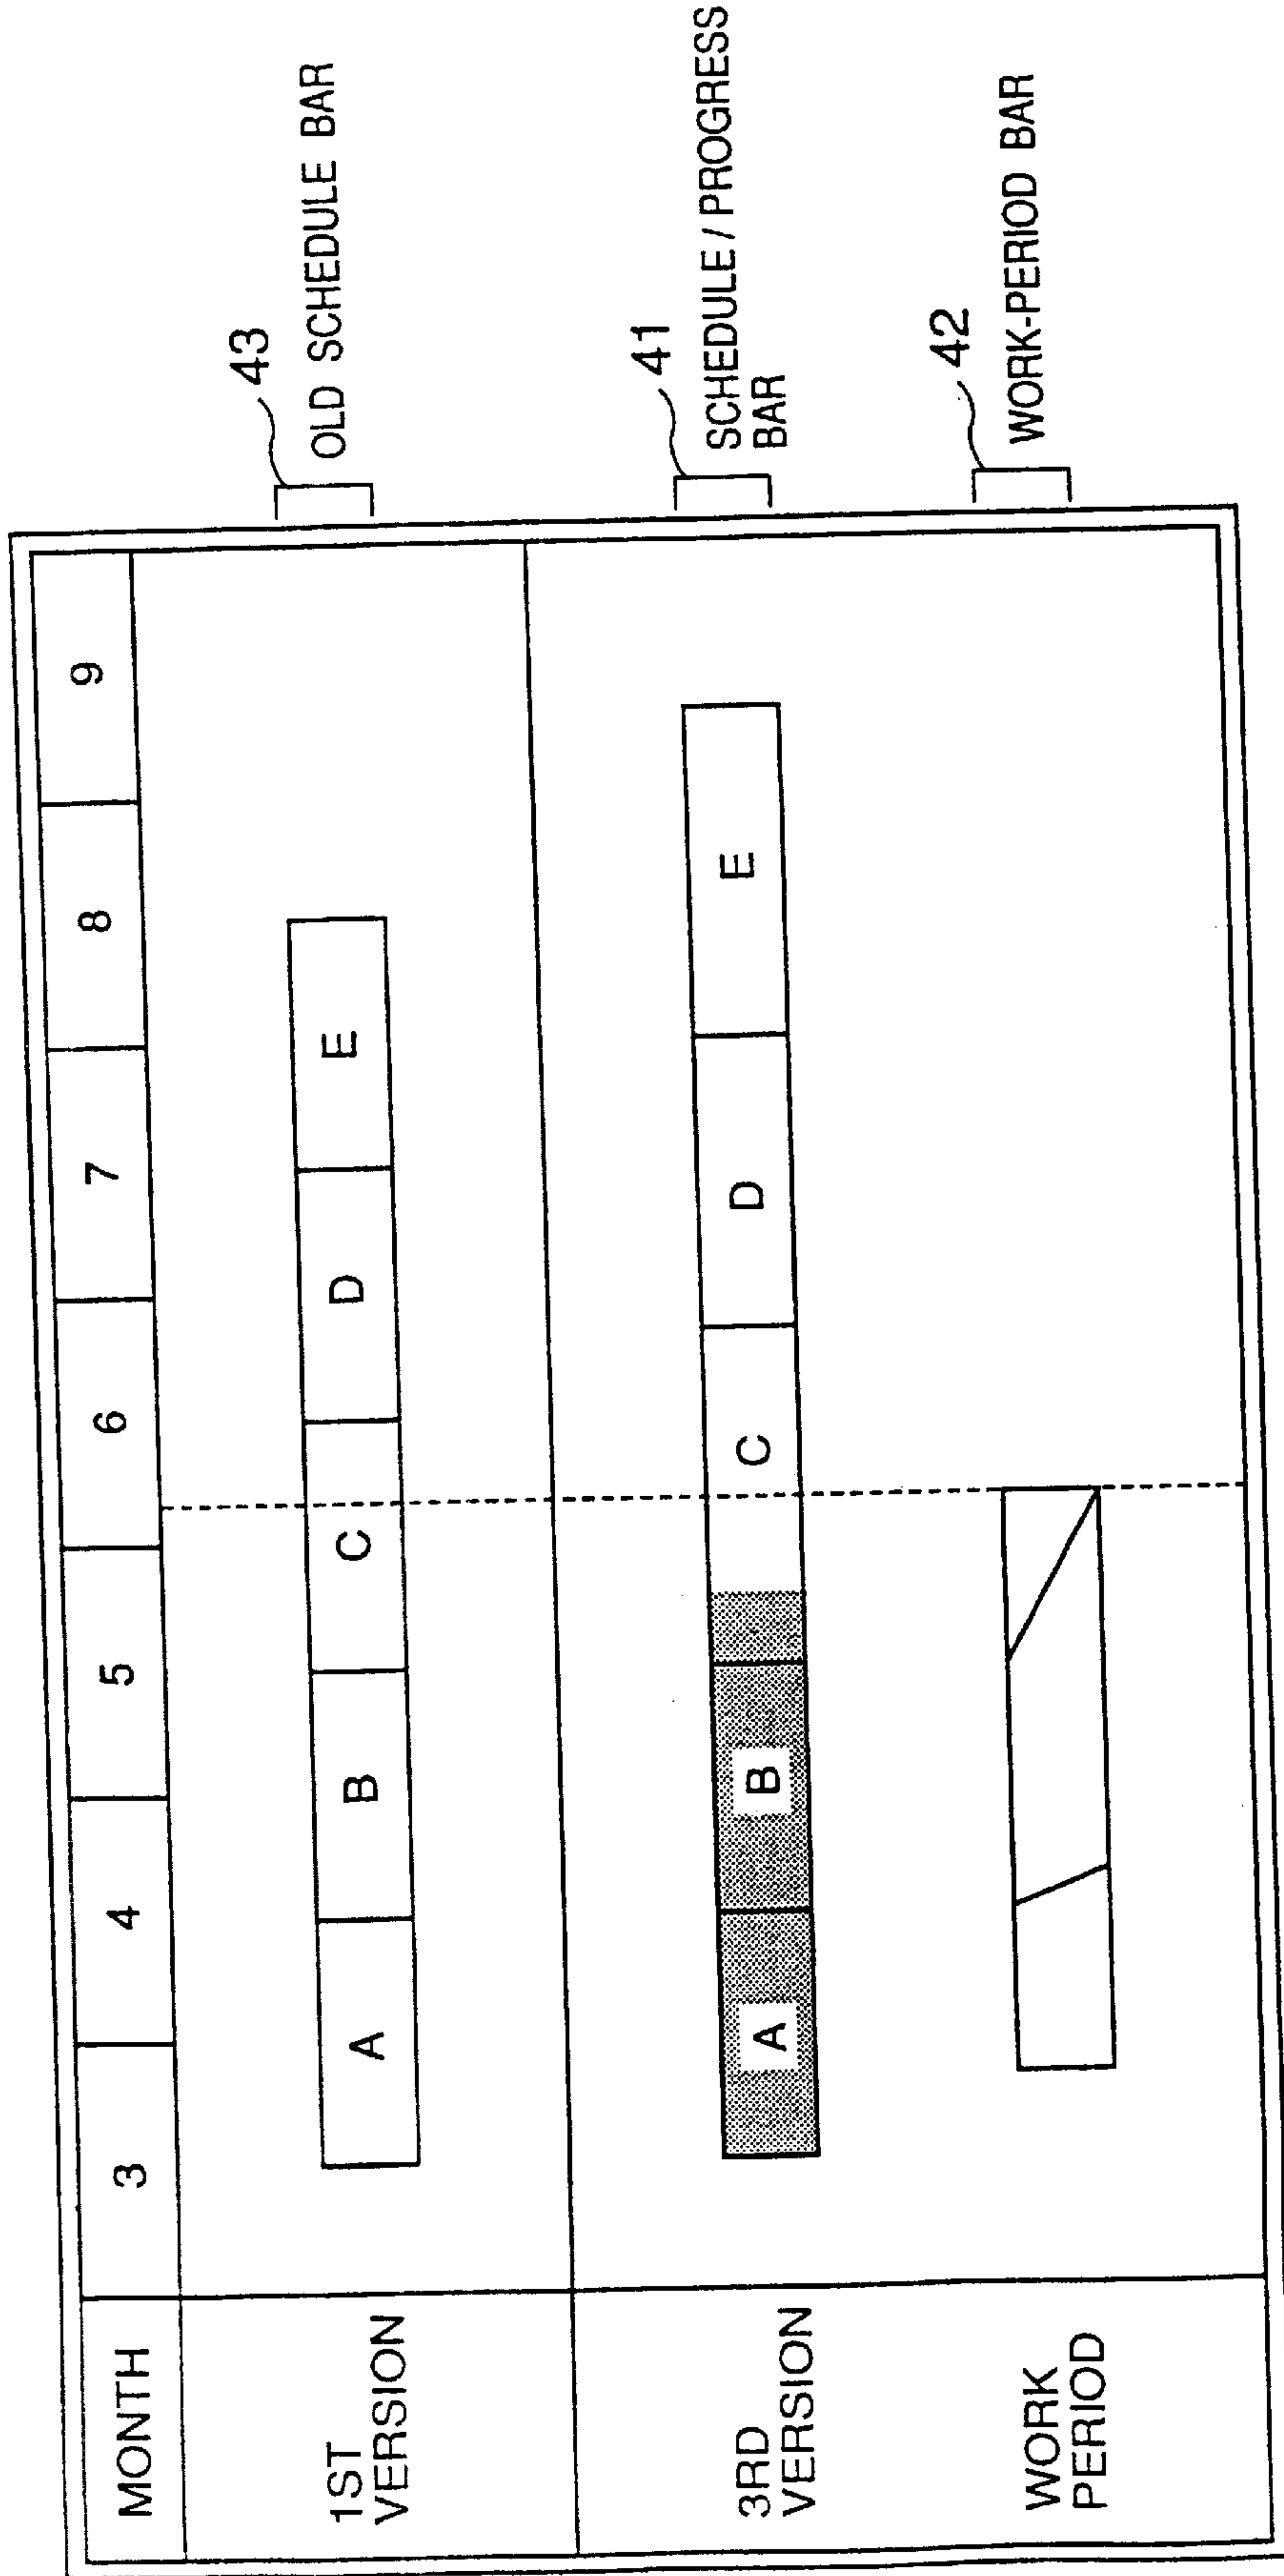 MONTH 3 4 5 6 7 8 9
1ST
VERSION
A B C D E
43
OLD SCHEDULE BAR
3RD
VERSION
A B C D E
41
SCHEDULE / PROGRESS
BAR
WORK
PERIOD
42
WORK-PERIOD BAR